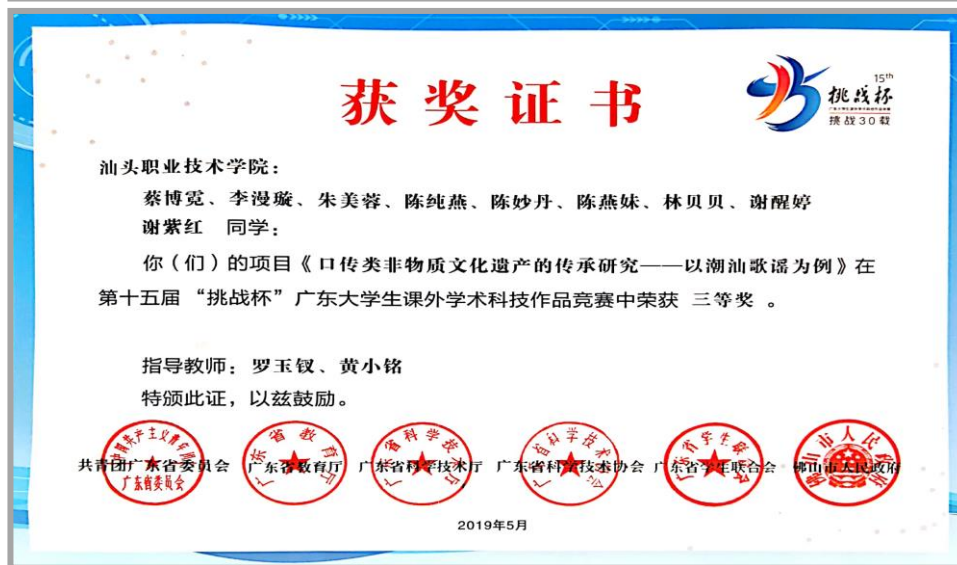 获奖证书
15th
挑战杯
挑战30载
汕头职业技术学院：
蔡博霓、李漫璇、朱美蓉、陈纯燕、陈妙丹、陈燕妹、林贝贝、谢醒婷
谢紫红 同学：
你（们）的项目《口传类非物质文化遗产的传承研究——以潮汕歌谣为例》在
第十五届“挑战杯”广东大学生课外学术科技作品竞赛中荣获 三等奖 。
指导教师：罗玉钗、黄小铭
特颁此证，以兹鼓励。
共青团广东省委员会 广东省教育厅 广东省科学技术厅 广东省科学技术协会 广东省学生联合会 佛山市人民政府
广东省委员会
2019年5月